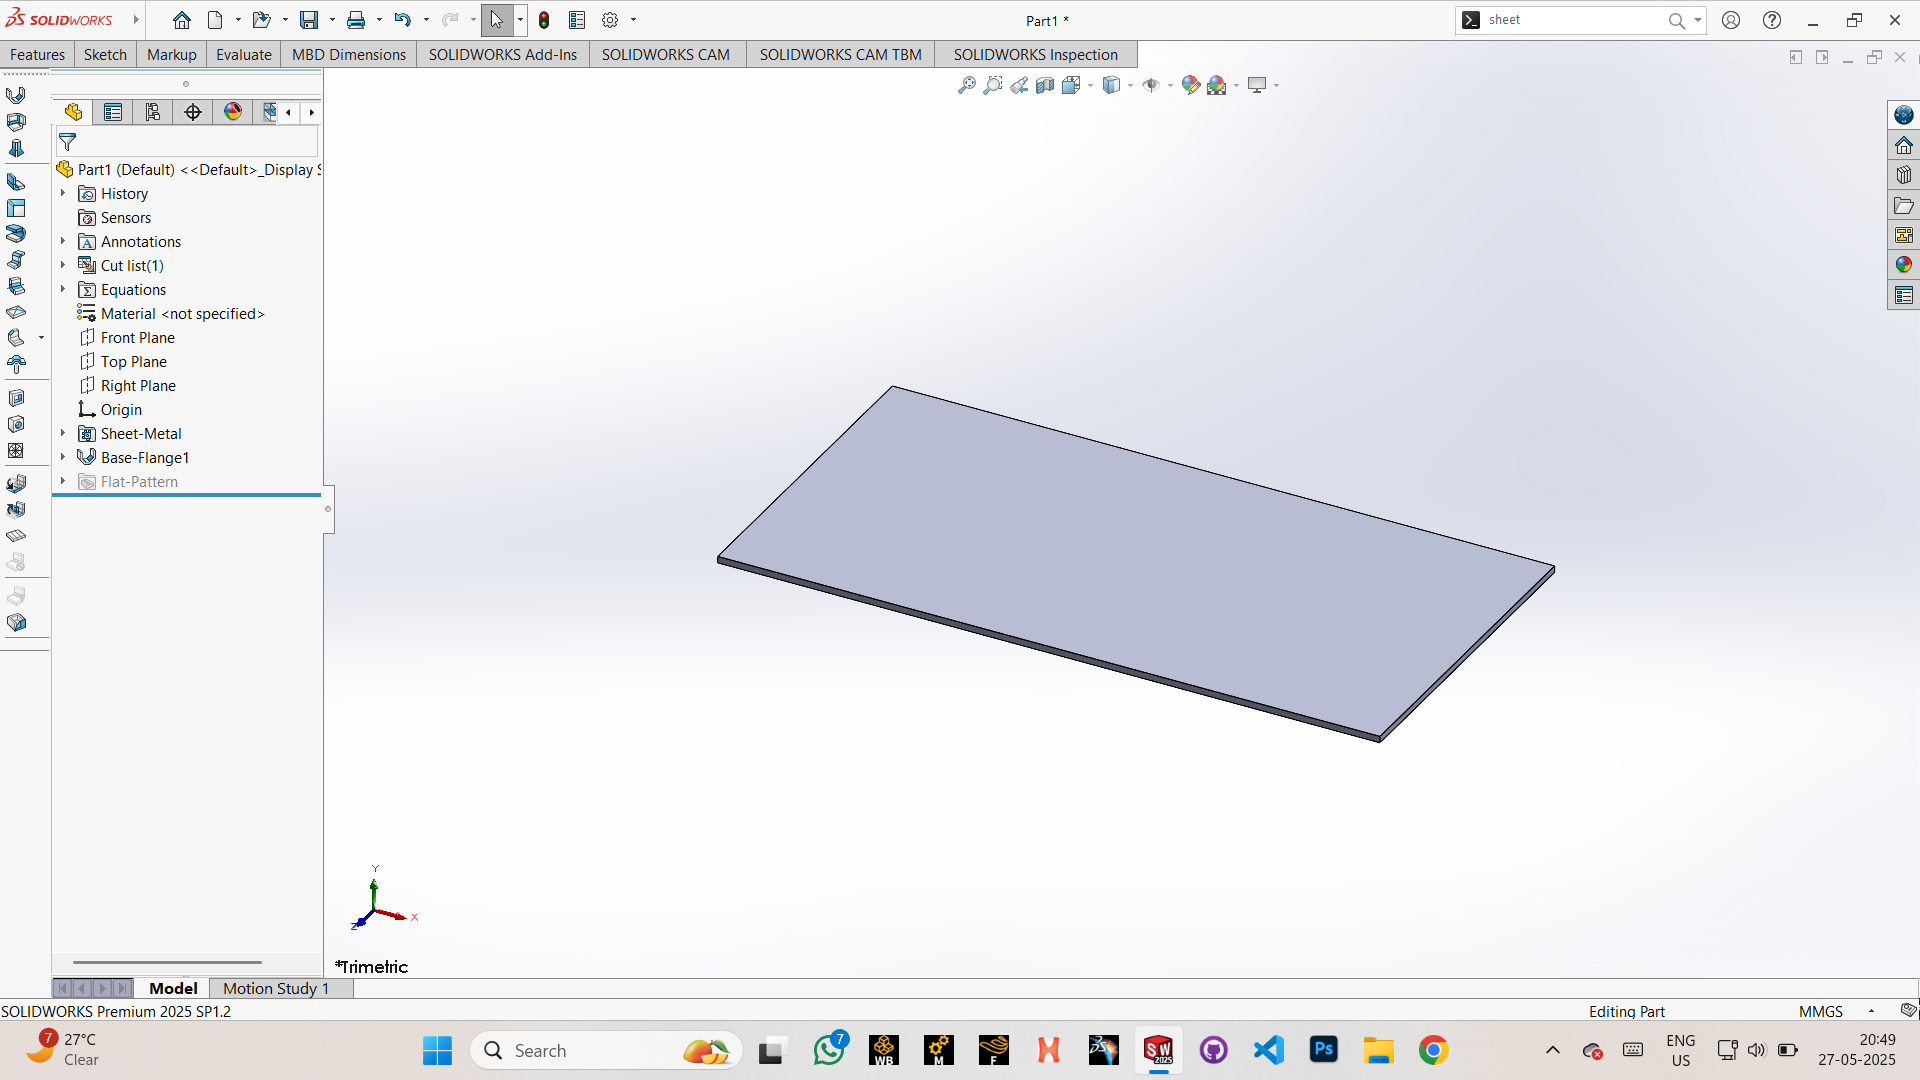 SOLIDWORKS
Part1 *
sheet
Features
Sketch
Markup
Evaluate
MBD Dimensions
SOLIDWORKS Add-Ins
SOLIDWORKS CAM
SOLIDWORKS CAM TBM
SOLIDWORKS Inspection
Part1 (Default) <<Default>_Display S
History
Sensors
Annotations
Cut list(1)
Equations
Material <not specified>
Front Plane
Top Plane
Right Plane
Origin
Sheet-Metal
Base-Flange1
Flat-Pattern
Y
X
Z
*Trimetric
Model
Motion Study 1
SOLIDWORKS Premium 2025 SP1.2
Editing Part
MMGS
7
27°C
Clear
Search
7
WB
M
F
SW
2025
Ps
ENG
US
20:49
27-05-2025